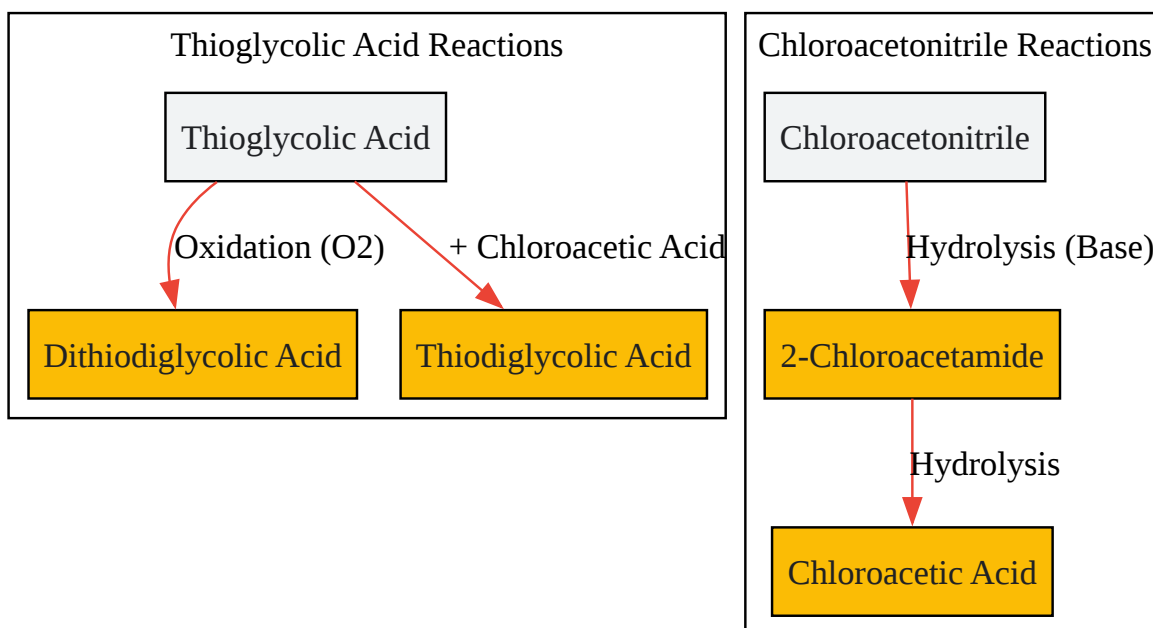 Thioglycolic Acid Reactions
Thioglycolic Acid
Oxidation (O2)
+ Chloroacetic Acid
Dithiodiglycolic Acid
Thiodiglycolic Acid
Chloroacetonitrile Reactions
Chloroacetonitrile
Hydrolysis (Base)
2-Chloroacetamide
Hydrolysis
Chloroacetic Acid